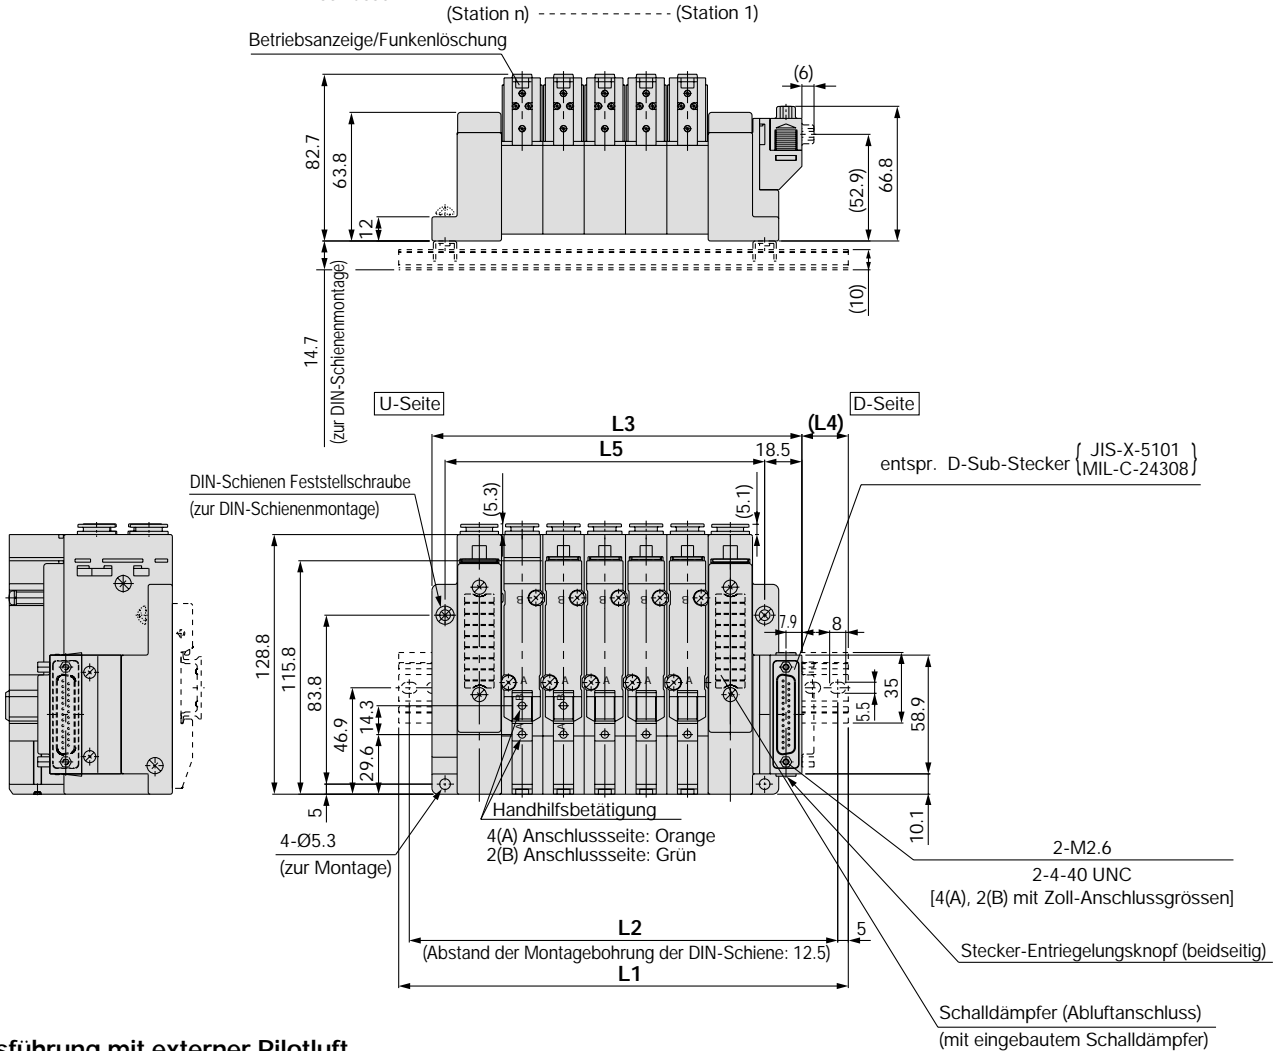 (Station n) ------------ (Station 1)
Betriebsanzeige/Funkenlöschung
(6)
82.7
63.8
12
(52.9)
66.8
14.7
(zur DIN-Schienenmontage)
(10)
U-Seite
D-Seite
L3
(L4)
L5
18.5
entspr. D-Sub-Stecker { JIS-X-5101
MIL-C-24308 }
DIN-Schienen Feststellschraube
(zur DIN-Schienenmontage)
(5.3)
(5.1)
7.9
8
128.8
115.8
83.8
46.9
14.3
29.6
5
B
B
A
A
A
A
A
A
35
5.5
58.9
10.1
Handhilfsbetätigung
4(A) Anschlussseite: Orange
2(B) Anschlussseite: Grün
4-Ø5.3
(zur Montage)
2-M2.6
2-4-40 UNC
[4(A), 2(B) mit Zoll-Anschlussgrössen]
L2
5
(Abstand der Montagebohrung der DIN-Schiene: 12.5)
L1
Stecker-Entriegelungsknopf (beidseitig)
Schalldämpfer (Abluftanschluss)
(mit eingebautem Schalldämpfer)
sführung mit externer Pilotluft